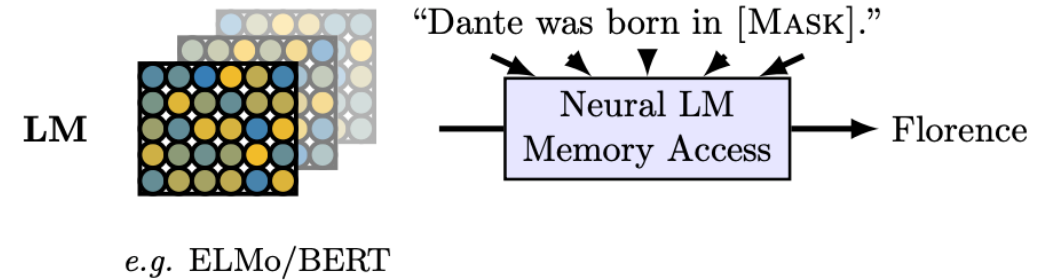 “Dante was born in [MASK].”
LM
Neural LM
Memory Access
Florence
e.g. ELMo/BERT